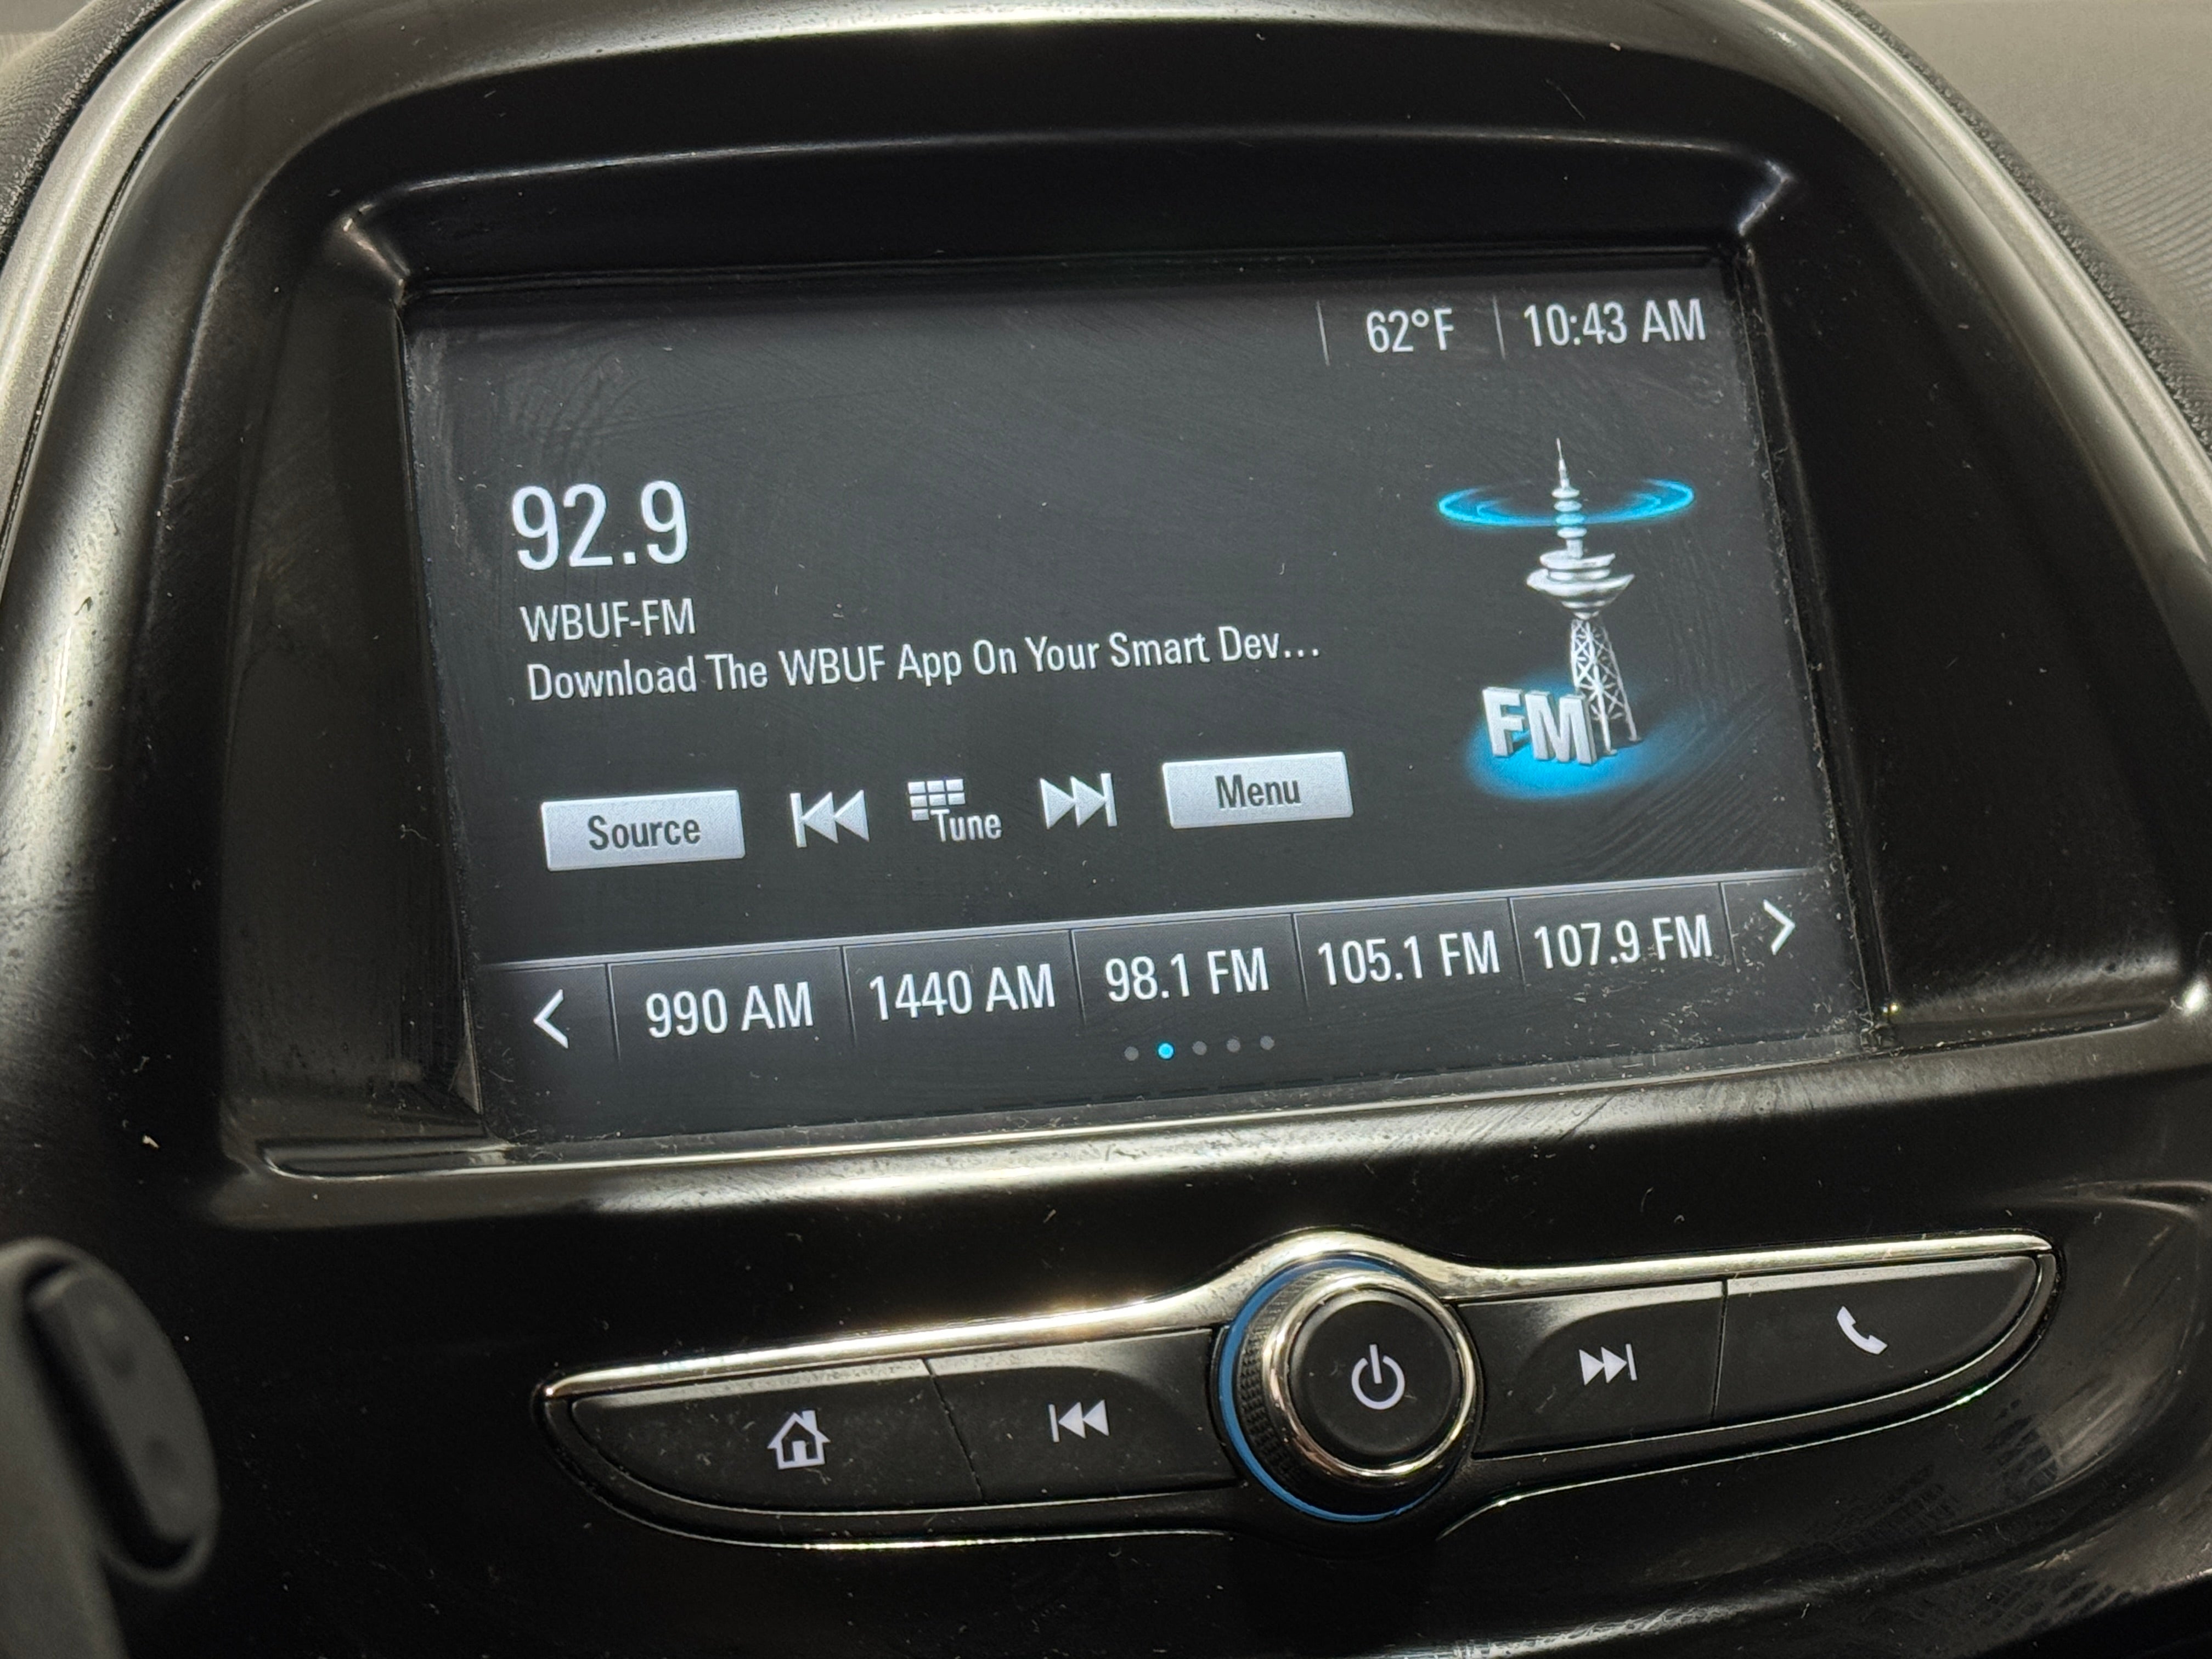 62°F 10:43 AM
92.9
WBUF-FM
Download The WBUF App On Your Smart Dev...
FM
Source Tune Menu
990 AM 1440 AM 98.1 FM 105.1 FM 107.9 FM